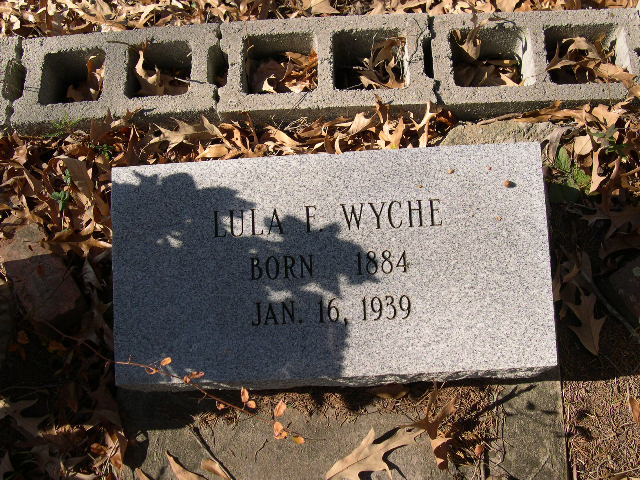 LULA F. WYCHE
BORN 1884
JAN. 16, 1939